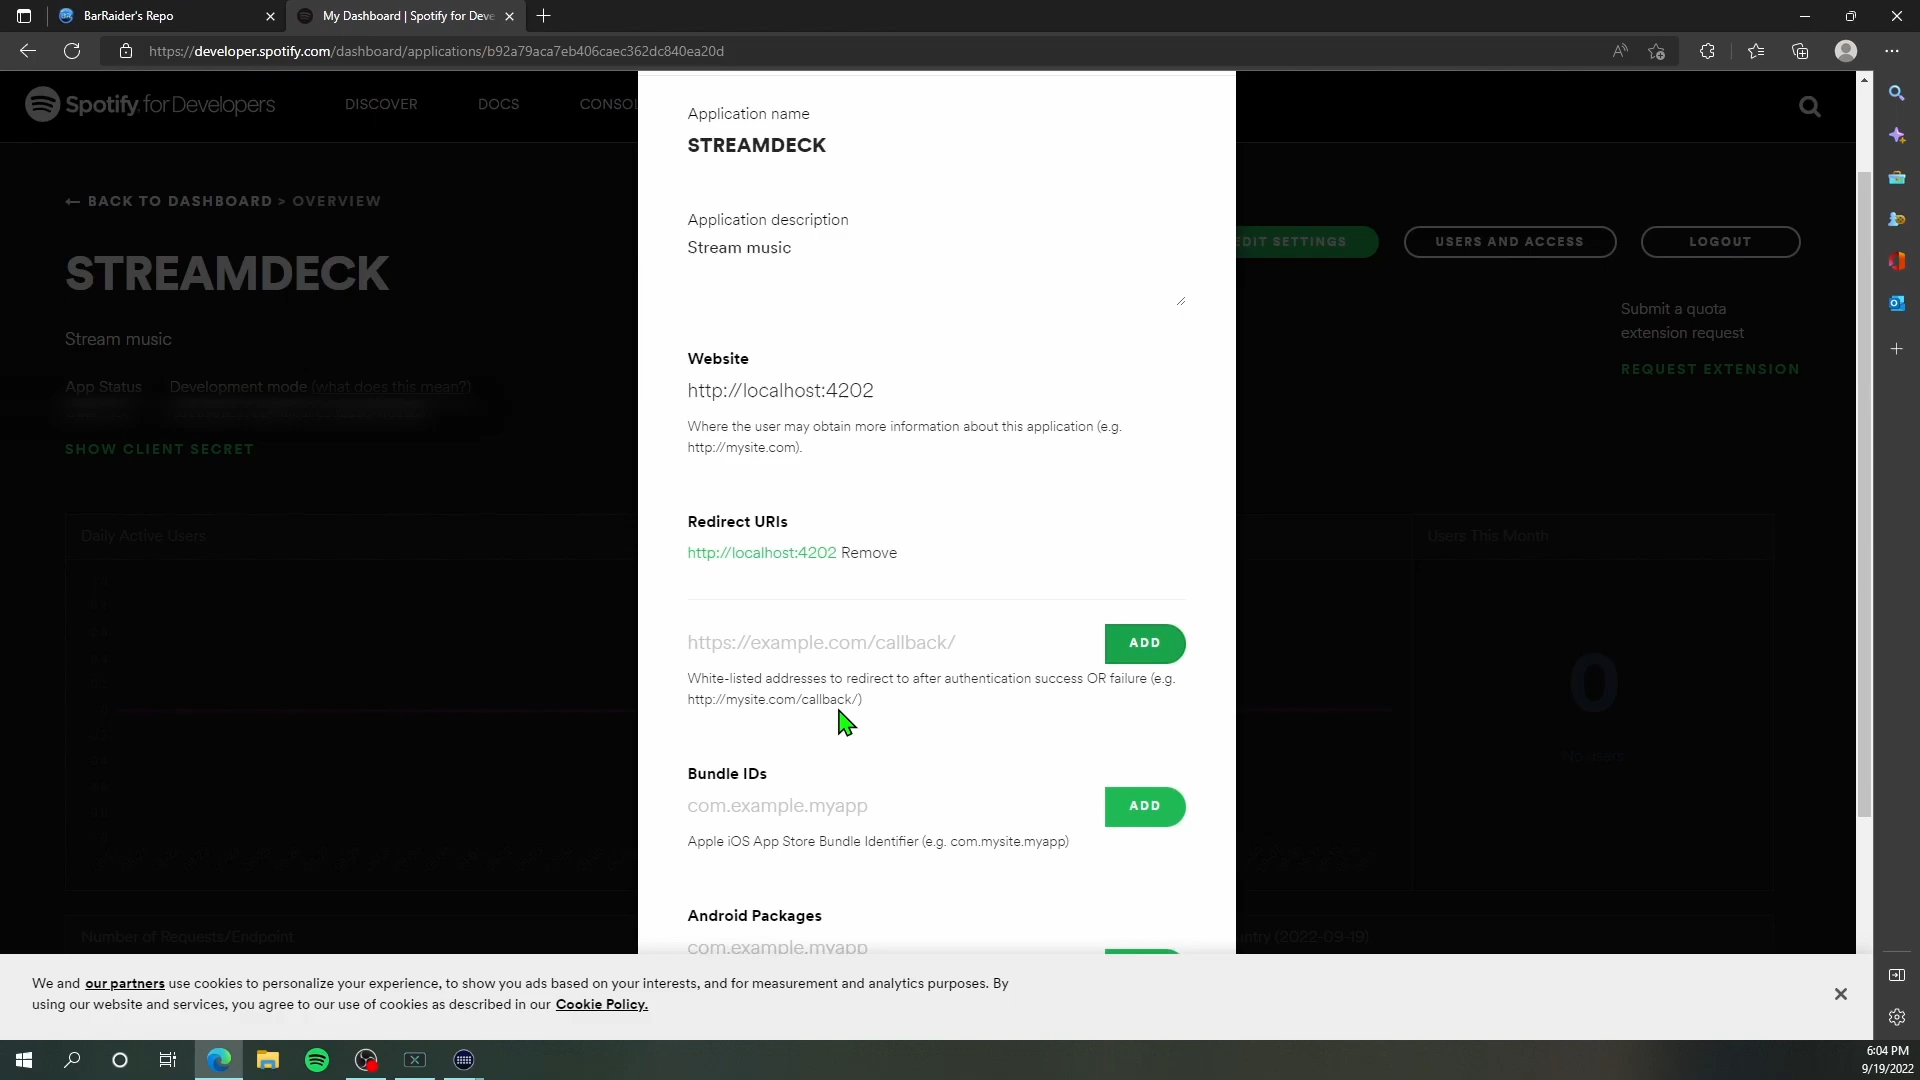 BarRaider's Repo
My Dashboard | Spotify for Deve
https://developer.spotify.com/dashboard/applications/b92a79aca7eb406caec362dc840ea20d
Spotify for Developers
DISCOVER
DOCS
CONSOL
← BACK TO DASHBOARD > OVERVIEW
STREAMDECK
Stream music
App Status Development mode (what does this mean?)
SHOW CLIENT SECRET
Daily Active Users
Number of Requests/Endpoint
Application name
STREAMDECK
Application description
Stream music
Website
http://localhost:4202
Where the user may obtain more information about this application (e.g.
http://mysite.com).
Redirect URIs
http://localhost:4202 Remove
https://example.com/callback/
ADD
White-listed addresses to redirect to after authentication success OR failure (e.g.
http://mysite.com/callback/)
Bundle IDs
com.example.myapp
ADD
Apple iOS App Store Bundle Identifier (e.g. com.mysite.myapp)
Android Packages
com.example.myapp
EDIT SETTINGS
USERS AND ACCESS
LOGOUT
Submit a quota
extension request
REQUEST EXTENSION
Users This Month
0
No users
untry (2022-09-19)
We and our partners use cookies to personalize your experience, to show you ads based on your interests, and for measurement and analytics purposes. By
using our website and services, you agree to our use of cookies as described in our Cookie Policy.
6:04 PM
9/19/2022